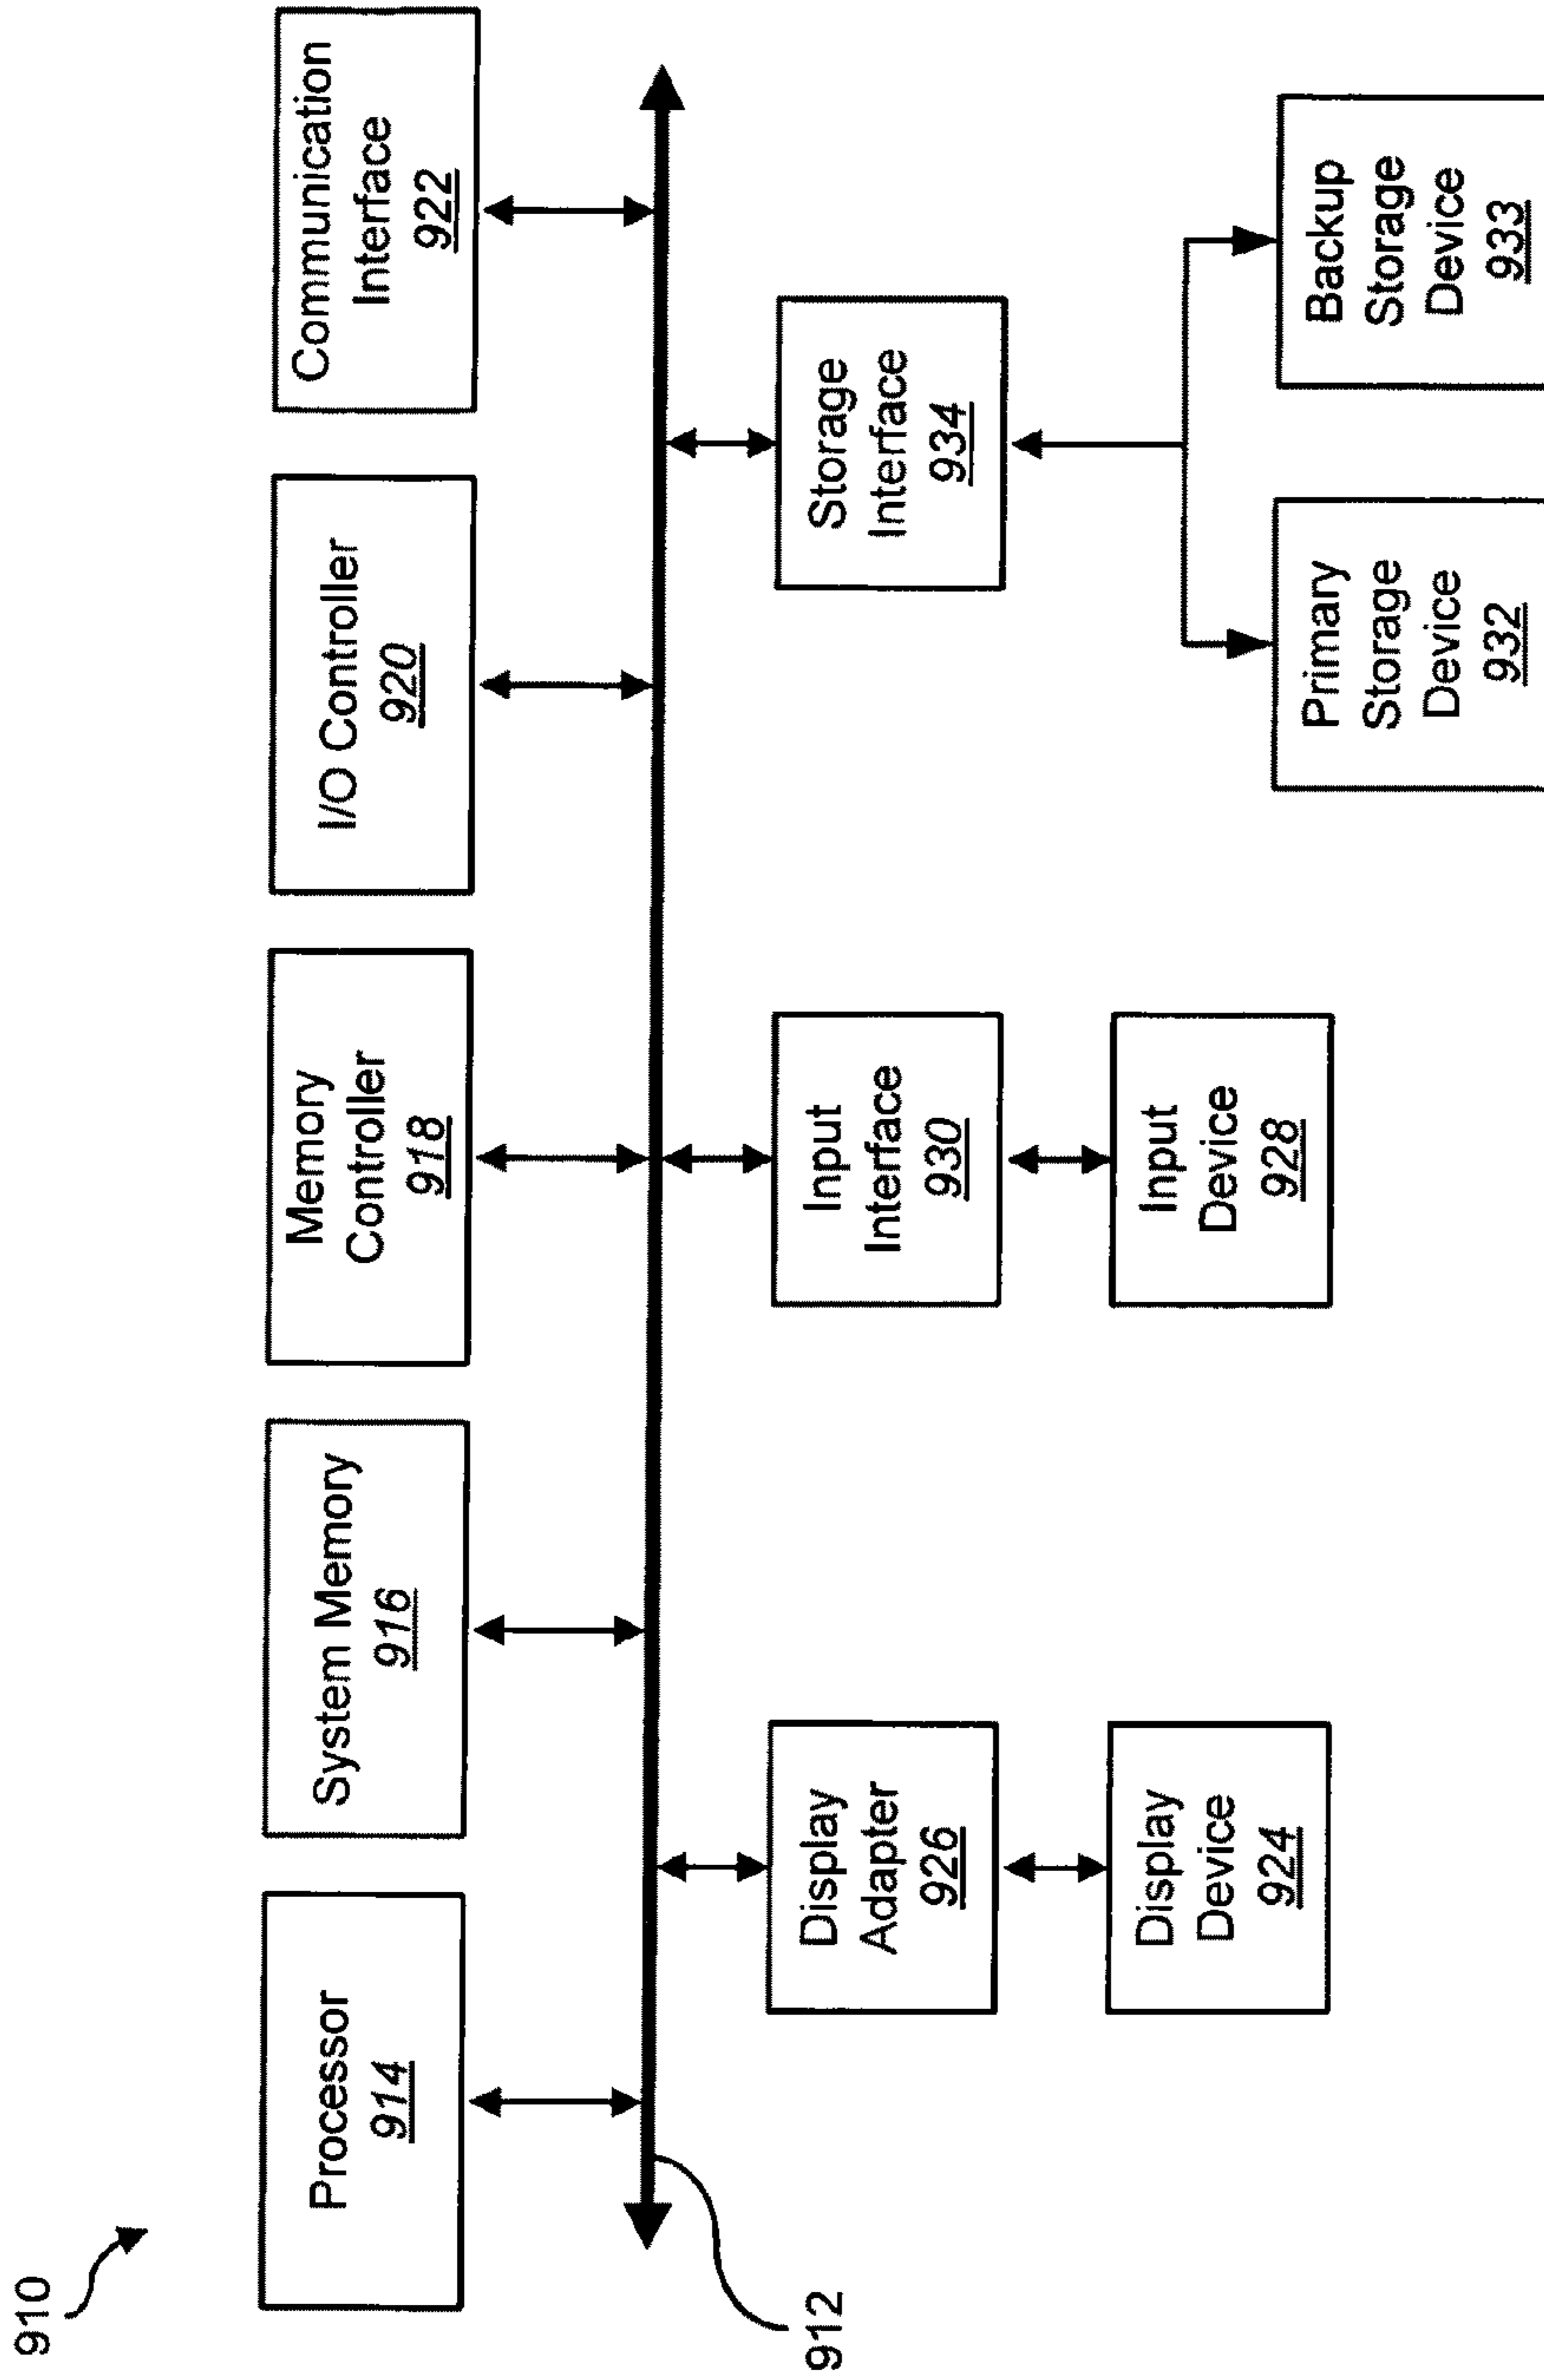 910
Processor
914
System Memory
916
Memory
Controller
918
I/O Controller
920
Communication
Interface
922
912
Display
Adapter
926
Input
Interface
930
Storage
Interface
934
Display
Device
924
Input
Device
928
Primary
Storage
Device
932
Backup
Storage
Device
933